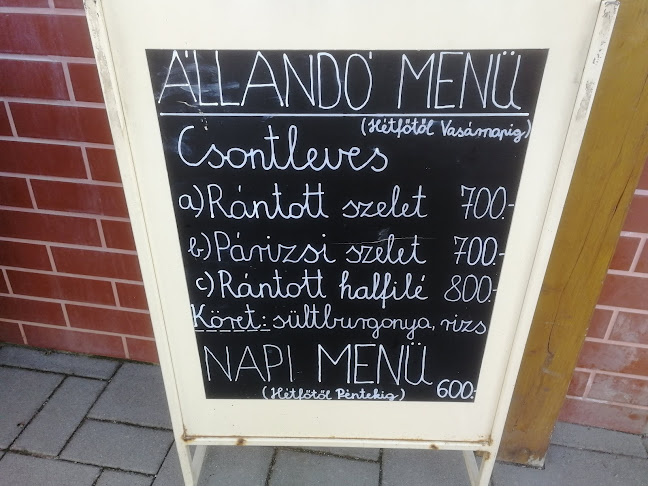 ÁLLANDÓ MENÜ
(Hétfőtől Vasárnapig)
Csontleves
a) Rántott szelet 700.-
b) Párizsi szelet 700.-
c) Rántott halfilé 800.-
Köret: sültburgonya, rizs
NAPI MENÜ
(Hétfőtől Péntekig) 600.-